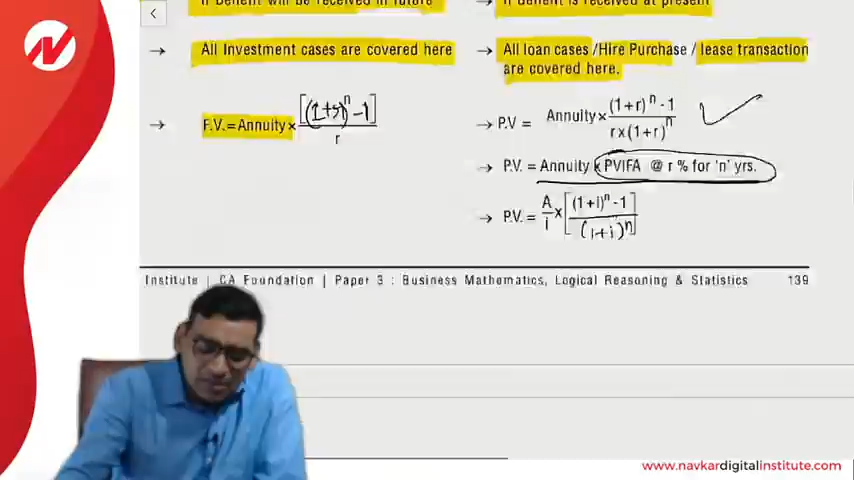 If Benefit will be received in future
→ All Investment cases are covered here
→ F.V. = Annuity × [(1+r)^n -1] / r
→ If Benefit is received at present
→ All loan cases /Hire Purchase / lease transaction
are covered here.
→ P.V = Annuity × (1+r)^n -1 / r x (1+r)^n
→ P.V. = Annuity × PVIFA @ r % for 'n' yrs.
→ P.V. = A/i × [(1+i)^n -1 / (1+i)^n]
Institute | CA Foundation | Paper 3 : Business Mathematics, Logical Reasoning & Statistics 139
www.navkardigitalinstitute.com